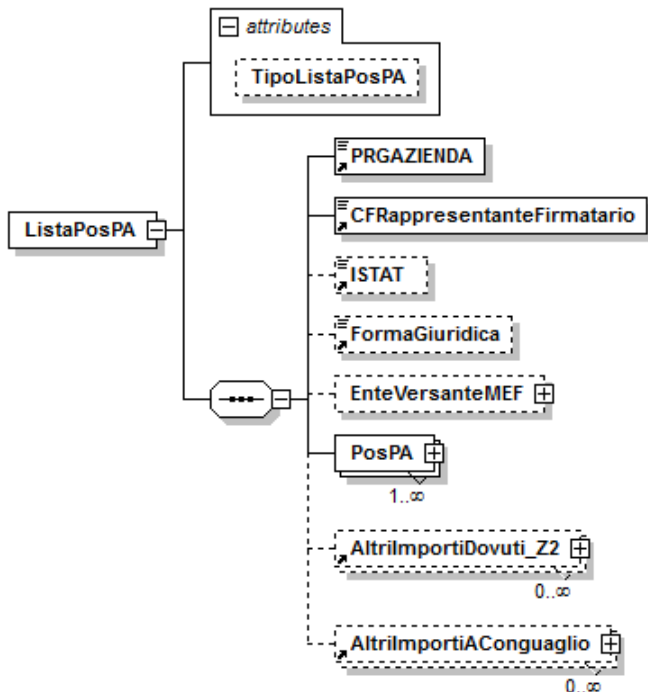 attributes
TipoListaPosPA
PRGAZIENDA
CFRappresentanteFirmatario
ListaPosPA
ISTAT
FormaGiuridica
EnteVersanteMEF
PosPA
1..∞
AltriImportiDovuti_Z2
0..∞
AltriImportiAConguaglio
0..∞